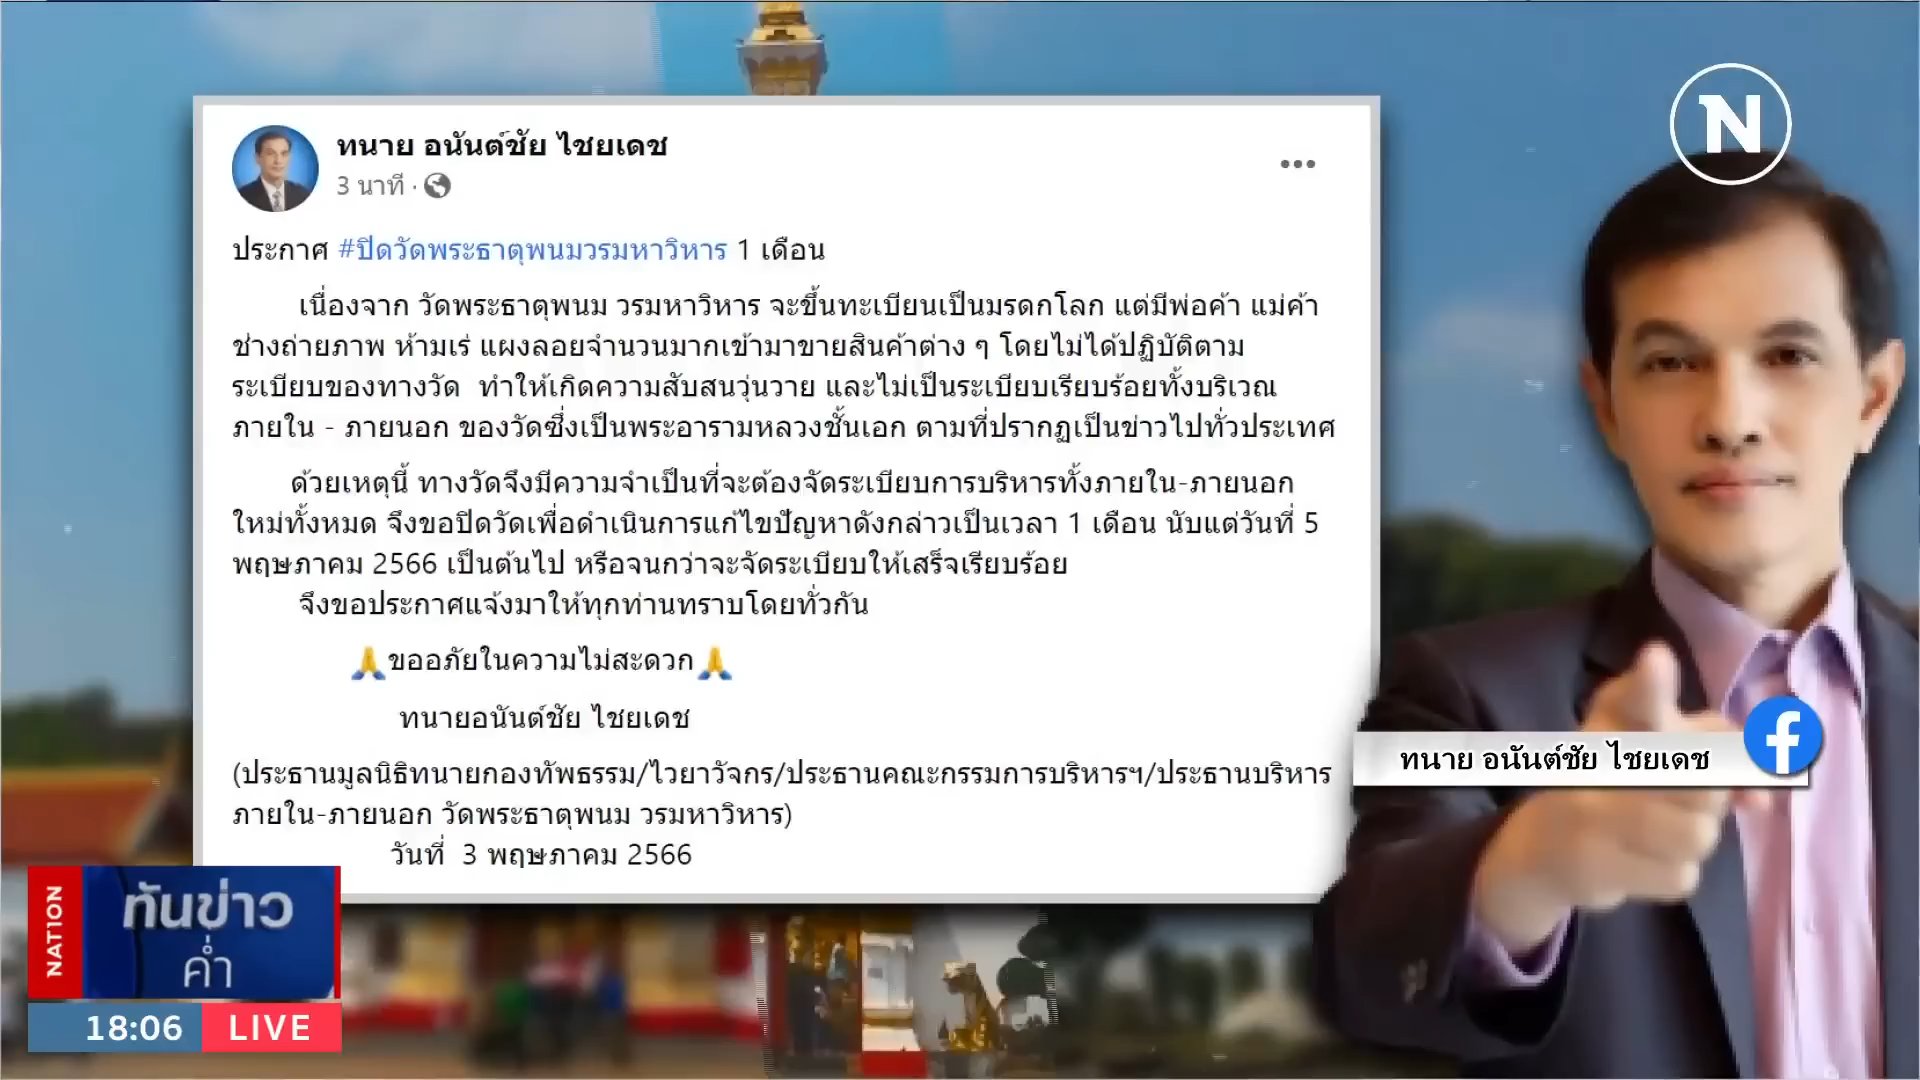 N
ทนาย อนันต์ชัย ไชยเดช
3 นาที ·
ประกาศ #ปิดวัดพระธาตุพนมวรมหาวิหาร 1 เดือน
เนื่องจาก วัดพระธาตุพนม วรมหาวิหาร จะขึ้นทะเบียนเป็นมรดกโลก แต่มีพ่อค้า แม่ค้า
ช่างถ่ายภาพ ห้ามเร่ แผงลอยจำนวนมากเข้ามาขายสินค้าต่าง ๆ โดยไม่ได้ปฏิบัติตาม
ระเบียบของทางวัด ทำให้เกิดความสับสนวุ่นวาย และไม่เป็นระเบียบเรียบร้อยทั้งบริเวณ
ภายใน - ภายนอก ของวัดซึ่งเป็นพระอารามหลวงชั้นเอก ตามที่ปรากฏเป็นข่าวไปทั่วประเทศ
ด้วยเหตุนี้ ทางวัดจึงมีความจำเป็นที่จะต้องจัดระเบียบการบริหารทั้งภายใน-ภายนอก
ใหม่ทั้งหมด จึงขอปิดวัดเพื่อดำเนินการแก้ไขปัญหาดังกล่าวเป็นเวลา 1 เดือน นับแต่วันที่ 5
พฤษภาคม 2566 เป็นต้นไป หรือจนกว่าจะจัดระเบียบให้เสร็จเรียบร้อย
จึงขอประกาศแจ้งมาให้ทุกท่านทราบโดยทั่วกัน
🙏ขออภัยในความไม่สะดวก🙏
ทนายอนันต์ชัย ไชยเดช
(ประธานมูลนิธิทนายกองทัพธรรม/ไวยาวัจกร/ประธานคณะกรรมการบริหารฯ/ประธานบริหาร
ภายใน-ภายนอก วัดพระธาตุพนม วรมหาวิหาร)
วันที่ 3 พฤษภาคม 2566
ทนาย อนันต์ชัย ไชยเดช
NATION
ทันข่าว
ค่ำ
18:06 LIVE